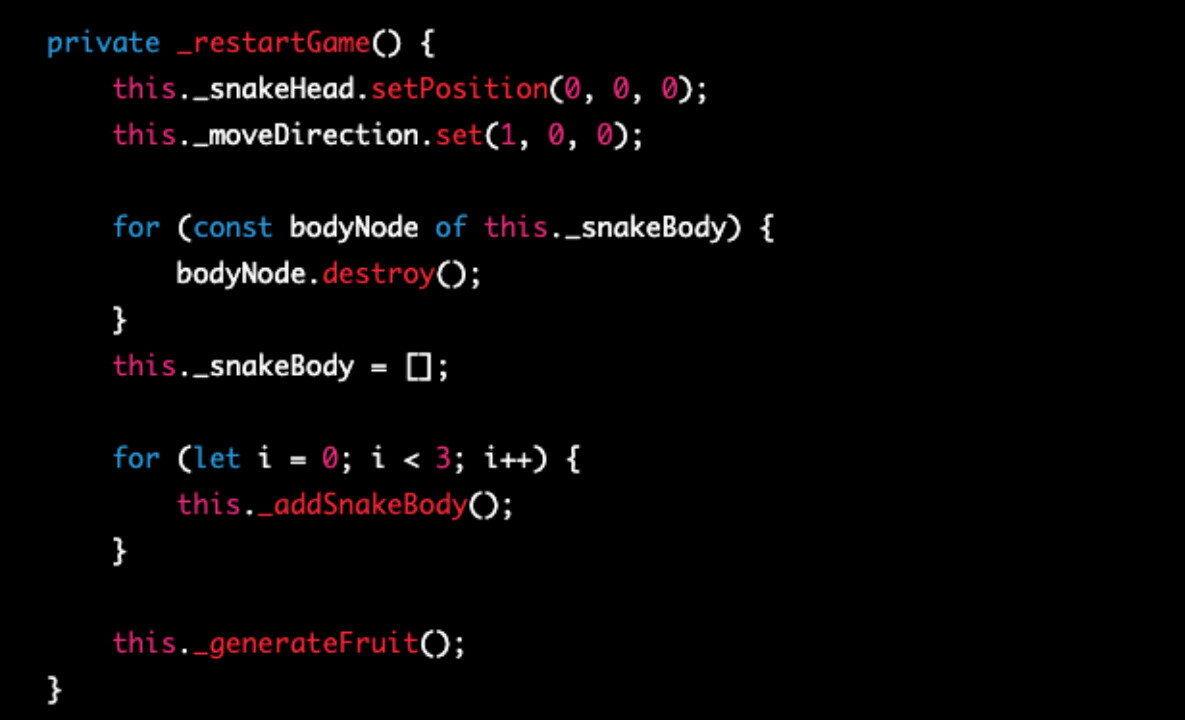 private _restartGame() {
    this._snakeHead.setPosition(0, 0, 0);
    this._moveDirection.set(1, 0, 0);

    for (const bodyNode of this._snakeBody) {
        bodyNode.destroy();
    }
    this._snakeBody = [];

    for (let i = 0; i < 3; i++) {
        this._addSnakeBody();
    }

    this._generateFruit();
}